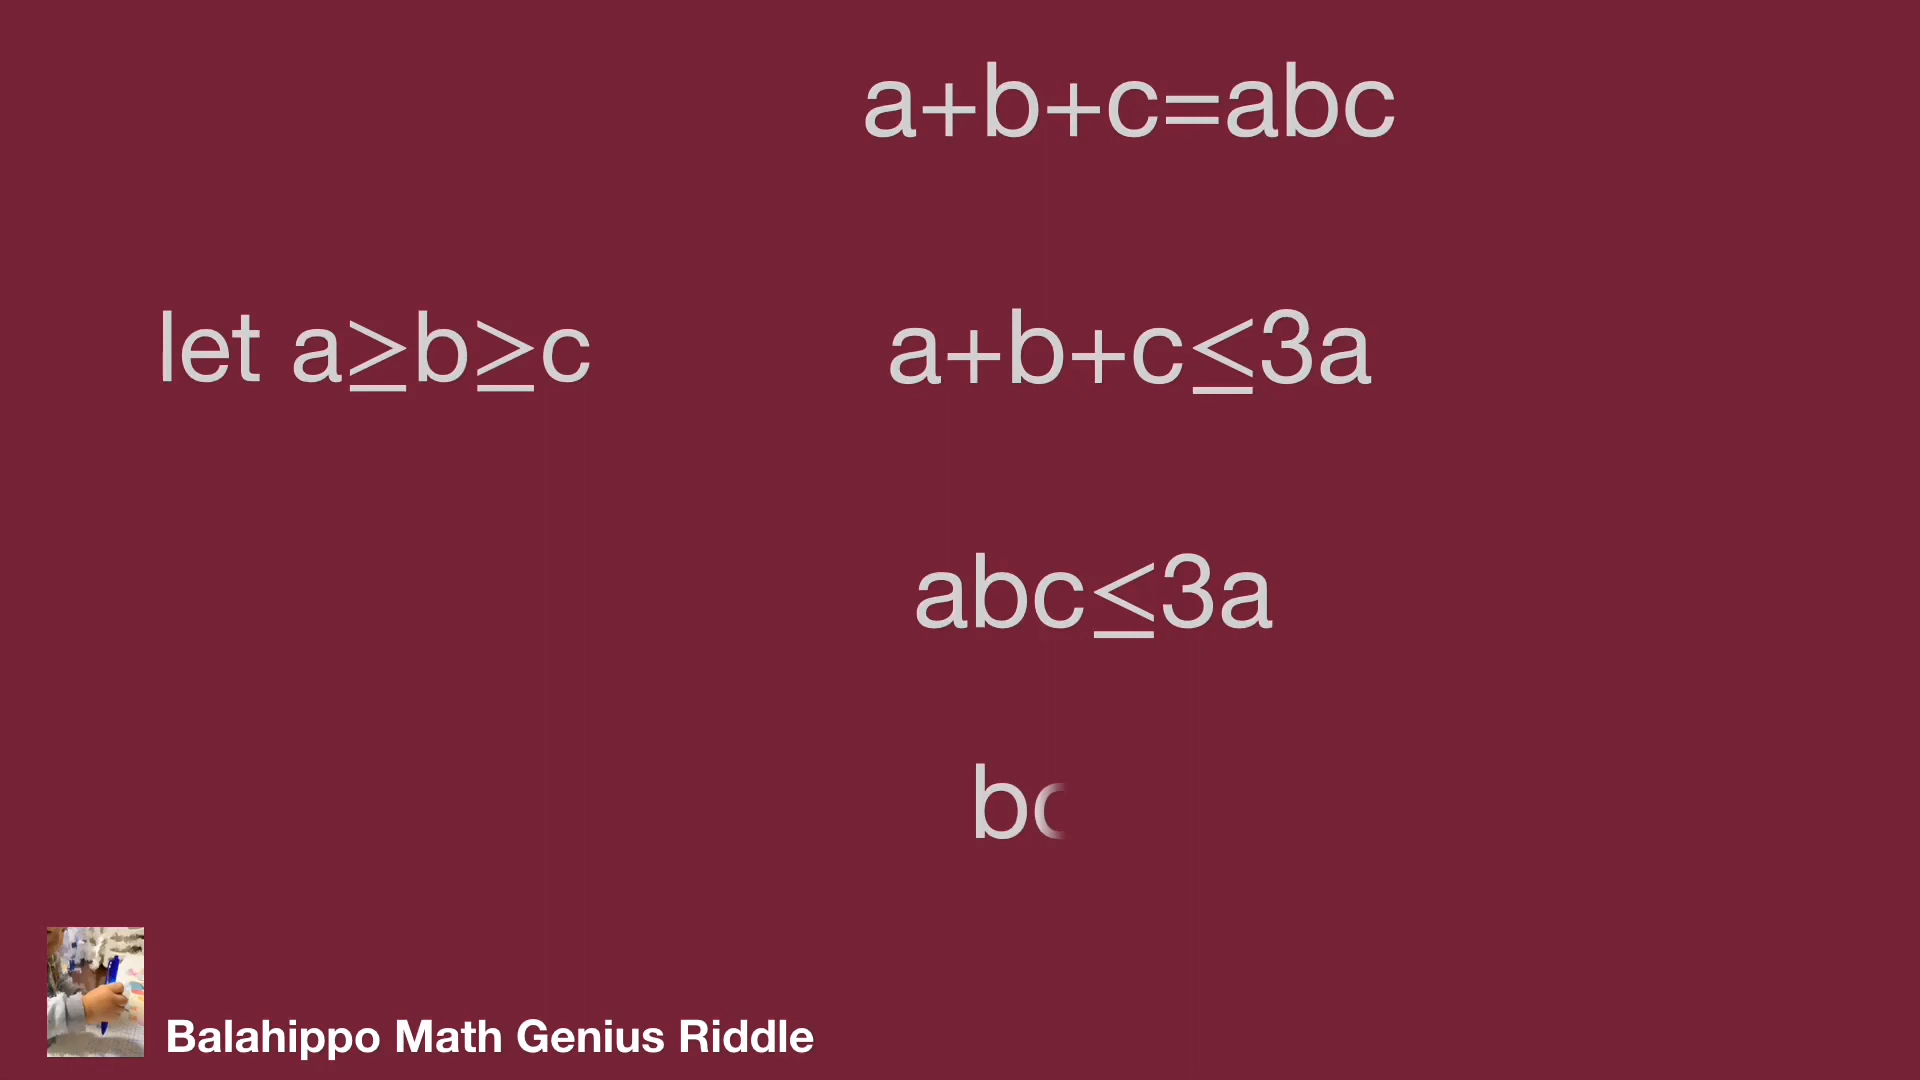 a+b+c=abc
let a≥b≥c
a+b+c≤3a
abc≤3a
bc
Balahippo Math Genius Riddle